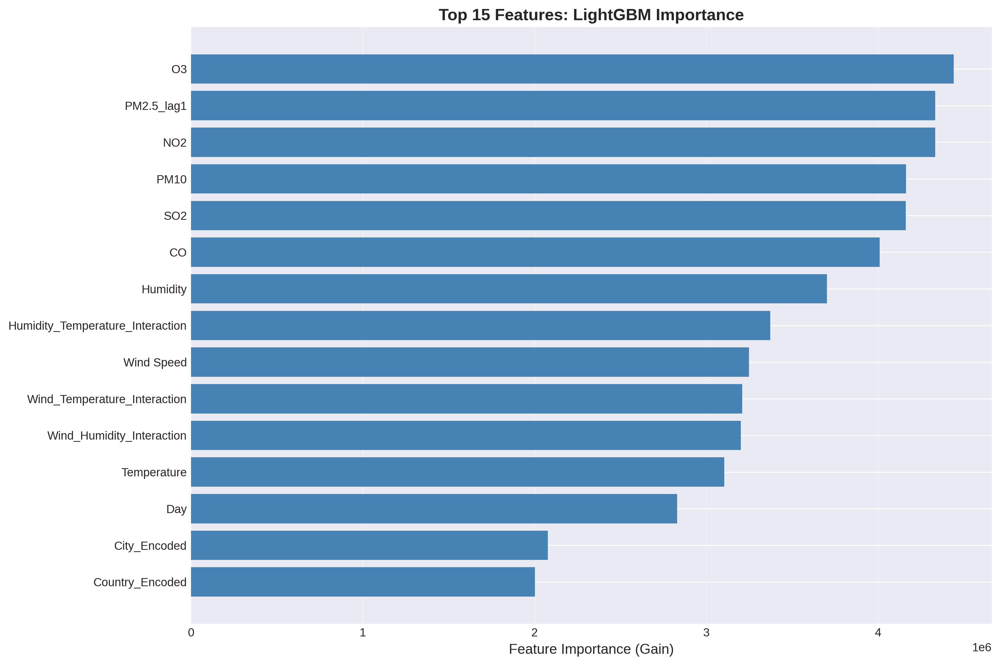 Top 15 Features: LightGBM Importance
O3
PM2.5_lag1
NO2
PM10
SO2
CO
Humidity
Humidity_Temperature_Interaction
Wind Speed
Wind_Temperature_Interaction
Wind_Humidity_Interaction
Temperature
Day
City_Encoded
Country_Encoded
0 1 2 3 4
Feature Importance (Gain)
1e6